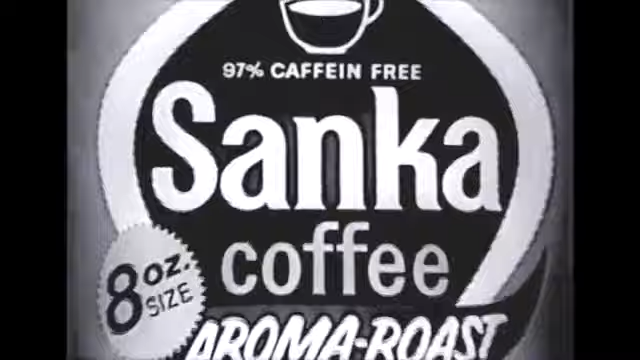 97% CAFFEIN FREE
Sanka
coffee
8 oz.
SIZE
AROMA-ROAST